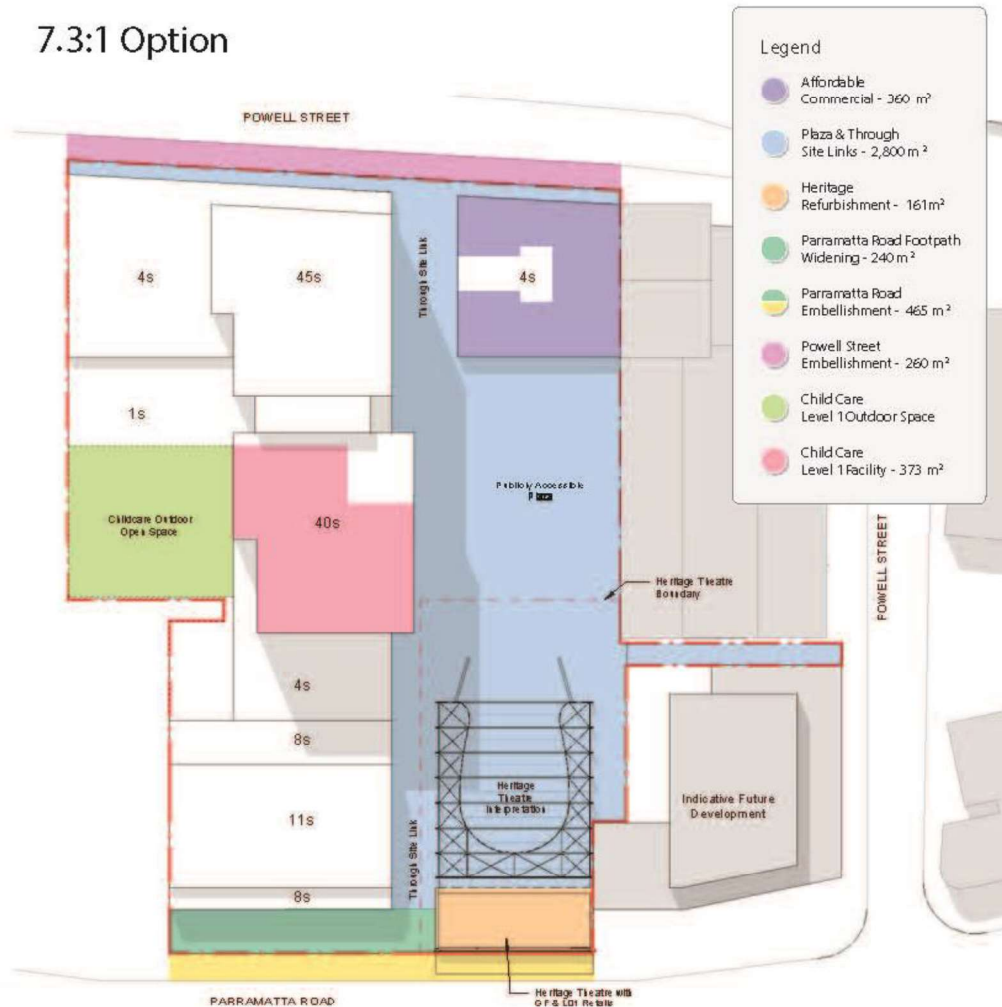 7.3:1 Option
Legend
Affordable
Commercial - 360 m²
Plaza & Through
Site Links - 2,800 m²
Heritage
Refurbishment - 161m²
Parramatta Road Footpath
Widening - 240 m²
Parramatta Road
Embellishment - 465 m²
Powell Street
Embellishment - 260 m²
Child Care
Level 1 Outdoor Space
Child Care
Level 1 Facility - 373 m²
POWELL STREET
4s
45s
Through Site Link
4s
1s
Publicly Accessible
Childcare Outdoor
Open Space
40s
Heritage Theatre
Boundary
POWELL STREET
4s
8s
Heritage
Theatre
Interpretation
Indicative Future
Development
11s
Through Site Link
8s
PARRAMATTA ROAD
Heritage Theatre with
GF & L01 Retails